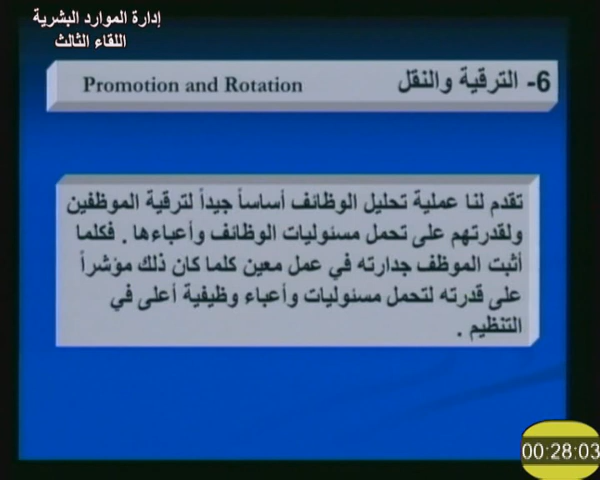 إدارة الموارد البشرية
اللقاء الثالث
6- الترقية والنقل Promotion and Rotation
تقدم لنا عملية تحليل الوظائف أساساً جيداً لترقية الموظفين
ولقدرتهم على تحمل مسئوليات الوظائف وأعباءها . فكلما
أثبت الموظف جدارته في عمل معين كلما كان ذلك مؤشراً
على قدرته لتحمل مسئوليات وأعباء وظيفية أعلى في
التنظيم .
00:28:03